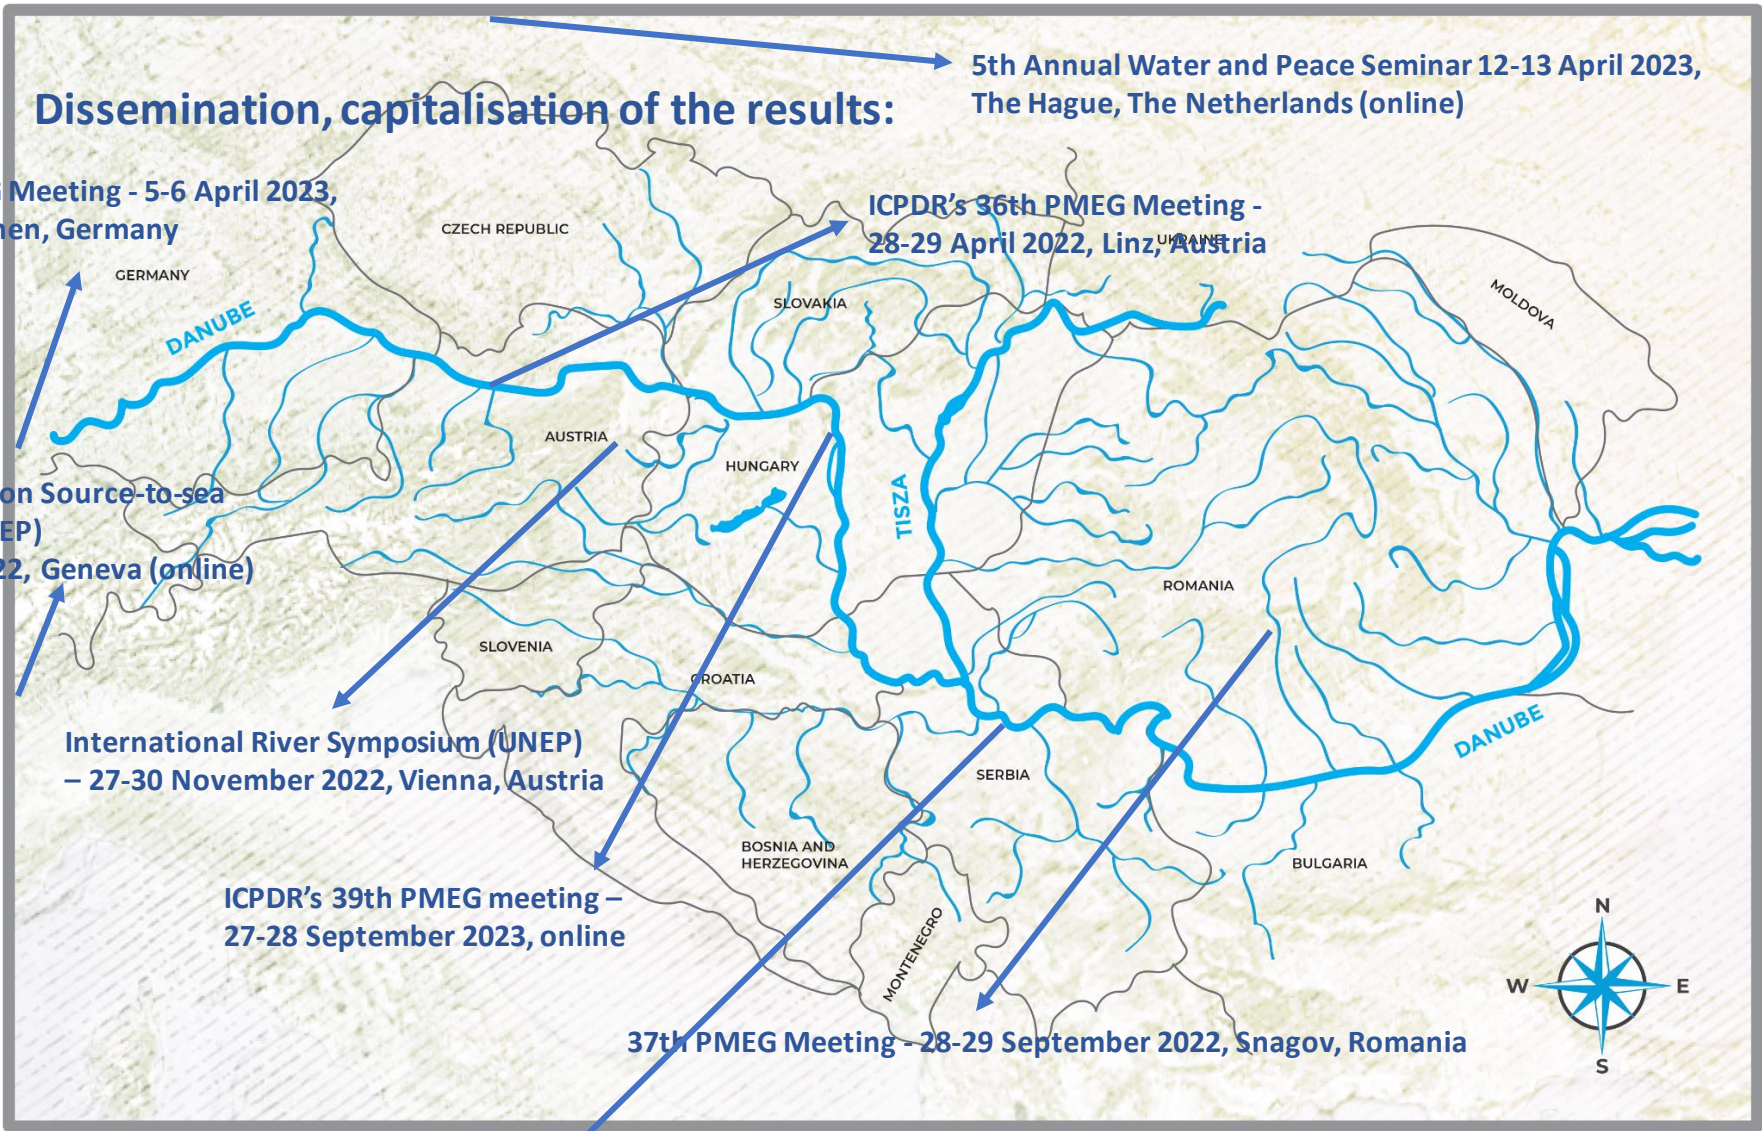 5th Annual Water and Peace Seminar 12-13 April 2023,
The Hague, The Netherlands (online)
Dissemination, capitalisation of the results:
Meeting - 5-6 April 2023,
Germany
ICPDR’s 36th PMEG Meeting -
28-29 April 2022, Linz, Austria
CZECH REPUBLIC
UKRAINE
GERMANY
SLOVAKIA
MOLDOVA
DANUBE
AUSTRIA
HUNGARY
TISZA
on Source-to-sea
Geneva (online)
ROMANIA
SLOVENIA
CROATIA
International River Symposium (UNEP)
– 27-30 November 2022, Vienna, Austria
DANUBE
SERBIA
BOSNIA AND
HERZEGOVINA
BULGARIA
ICPDR’s 39th PMEG meeting –
27-28 September 2023, online
MONTENEGRO
N
W
E
S
37th PMEG Meeting - 28-29 September 2022, Snagov, Romania